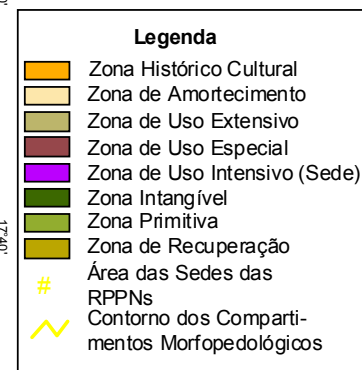 Legenda
Zona Histórico Cultural
Zona de Amortecimento
Zona de Uso Extensivo
Zona de Uso Especial
Zona de Uso Intensivo (Sede)
Zona Intangível
Zona Primitiva
Zona de Recuperação
# Área das Sedes das
RPPNs
Contorno dos Comparti-
mentos Morfopedológicos
17°40'